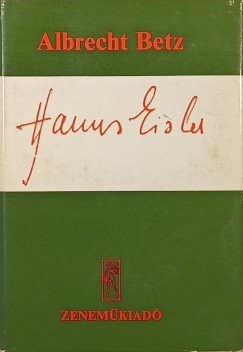 Albrecht Betz
Hanns Eisler
ZENEMŰKIADÓ